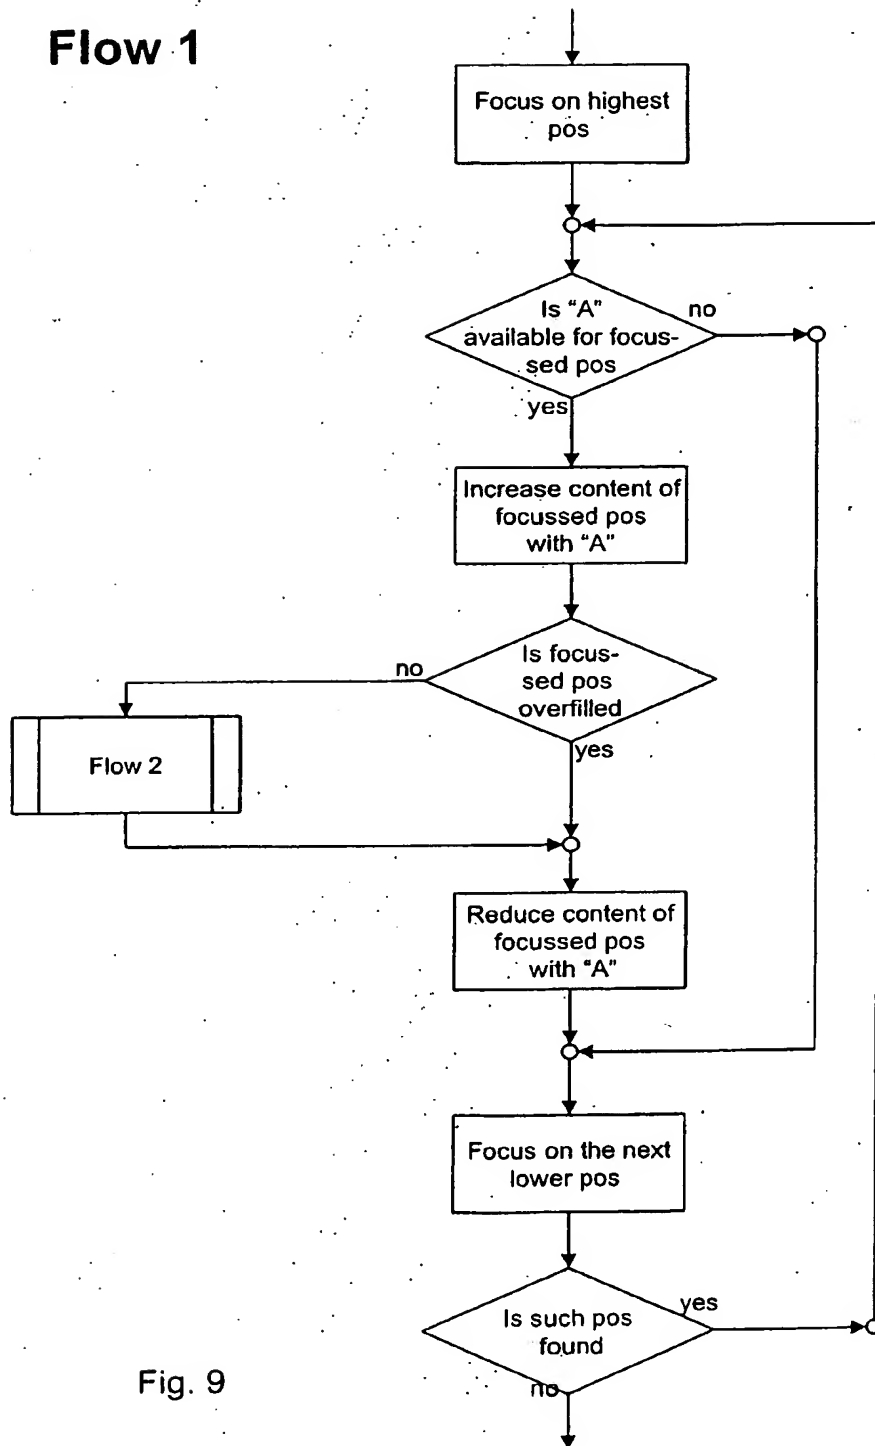 Flow 1
Focus on highest
pos
Is “A”
available for focus-
sed pos
no
yes
Increase content of
focussed pos
with “A”
Is focus-
sed pos
overfilled
no
yes
Flow 2
Reduce content of
focussed pos
with “A”
Focus on the next
lower pos
Is such pos
found
yes
no
Fig. 9